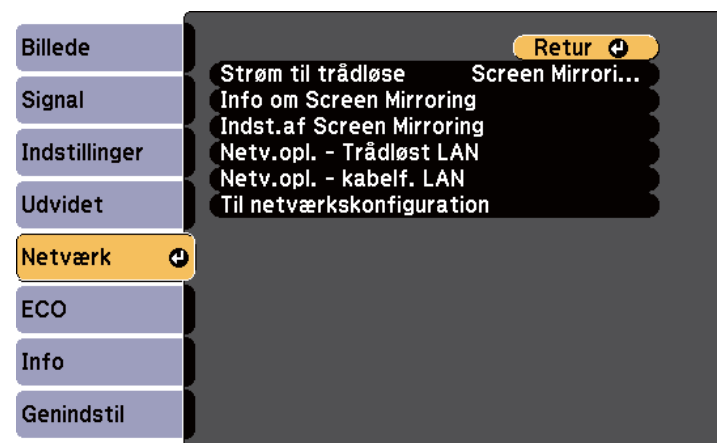 Billede
Signal
Indstillinger
Udvidet
Netværk
ECO
Info
Genindstil
Retur
Strøm til trådløse Screen Mirrori...
Info om Screen Mirroring
Indst.af Screen Mirroring
Netv.opl. - Trådløst LAN
Netv.opl. - kabelf. LAN
Til netværkskonfiguration